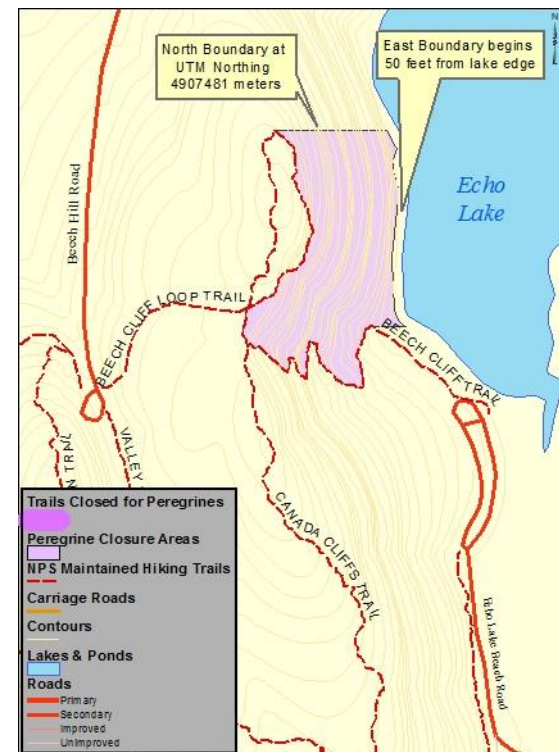 N
North Boundary at
UTM Northing
4907481 meters
East Boundary begins
50 feet from lake edge
Echo
Lake
Beech Hill Road
BEECH CLIFF LOOP TRAIL
BEECH CLIFF TRAIL
N TRAIL
VALLEY
CANADA CLIFFS TRAIL
Echo Lake Beach Road
Trails Closed for Peregrines
Peregrine Closure Areas
NPS Maintained Hiking Trails
Carriage Roads
Contours
Lakes & Ponds
Roads
Primary
Secondary
Improved
Unimproved